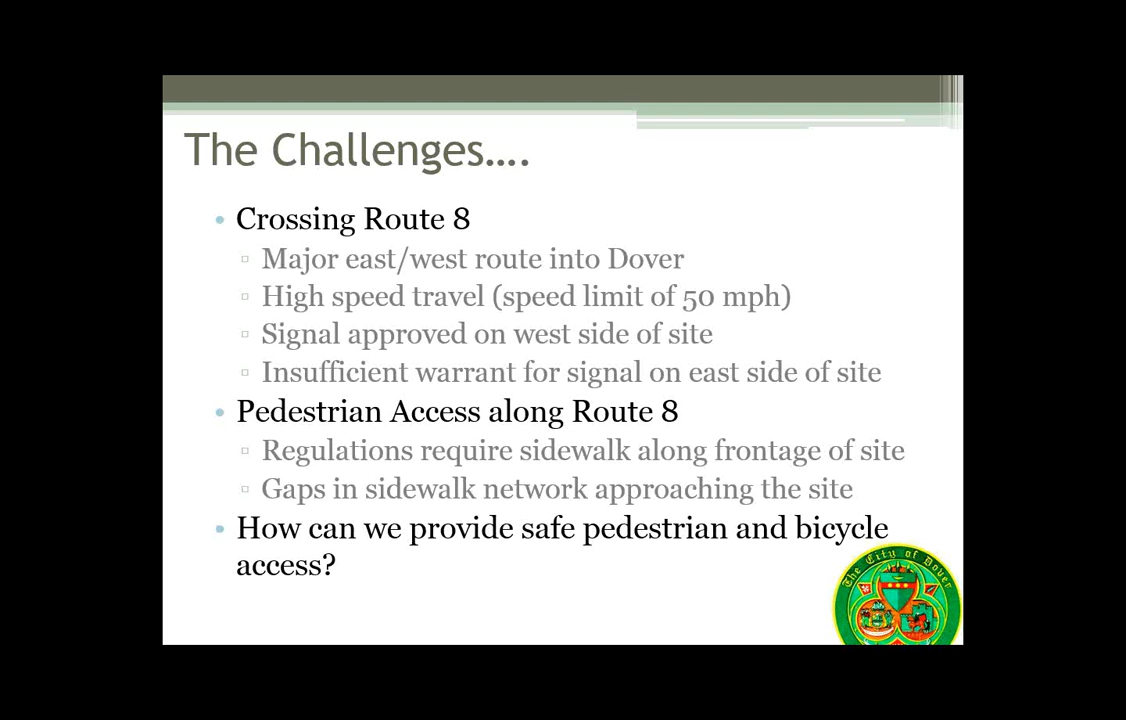 The Challenges….
• Crossing Route 8
▫ Major east/west route into Dover
▫ High speed travel (speed limit of 50 mph)
▫ Signal approved on west side of site
▫ Insufficient warrant for signal on east side of site
• Pedestrian Access along Route 8
▫ Regulations require sidewalk along frontage of site
▫ Gaps in sidewalk network approaching the site
• How can we provide safe pedestrian and bicycle
access?
The City of Dover